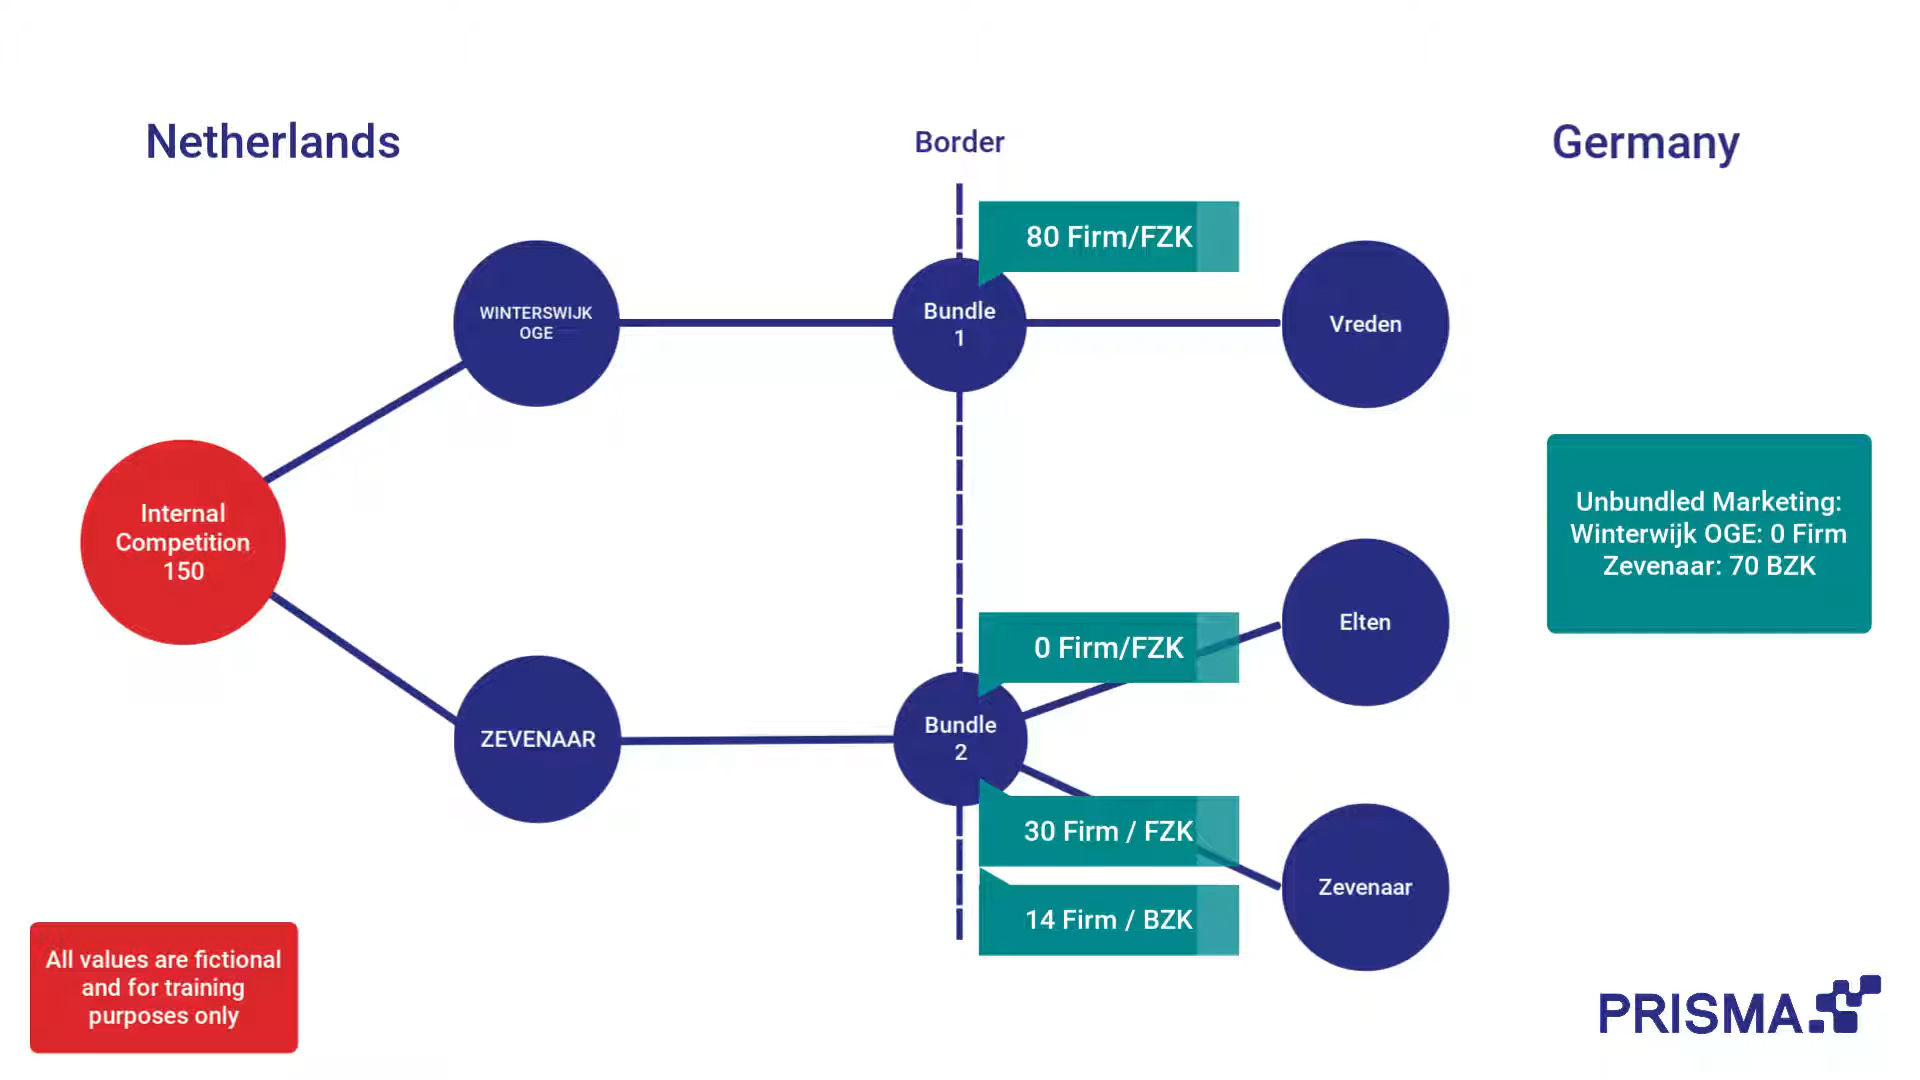 Netherlands
Border
Germany
80 Firm/FZK
WINTERSWIJK
OGE
Bundle
1
Vreden
Internal
Competition
150
Unbundled Marketing:
Winterwijk OGE: 0 Firm
Zevenaar: 70 BZK
0 Firm/FZK
Elten
ZEVENAAR
Bundle
2
30 Firm / FZK
Zevenaar
14 Firm / BZK
All values are fictional
and for training
purposes only
PRISMA